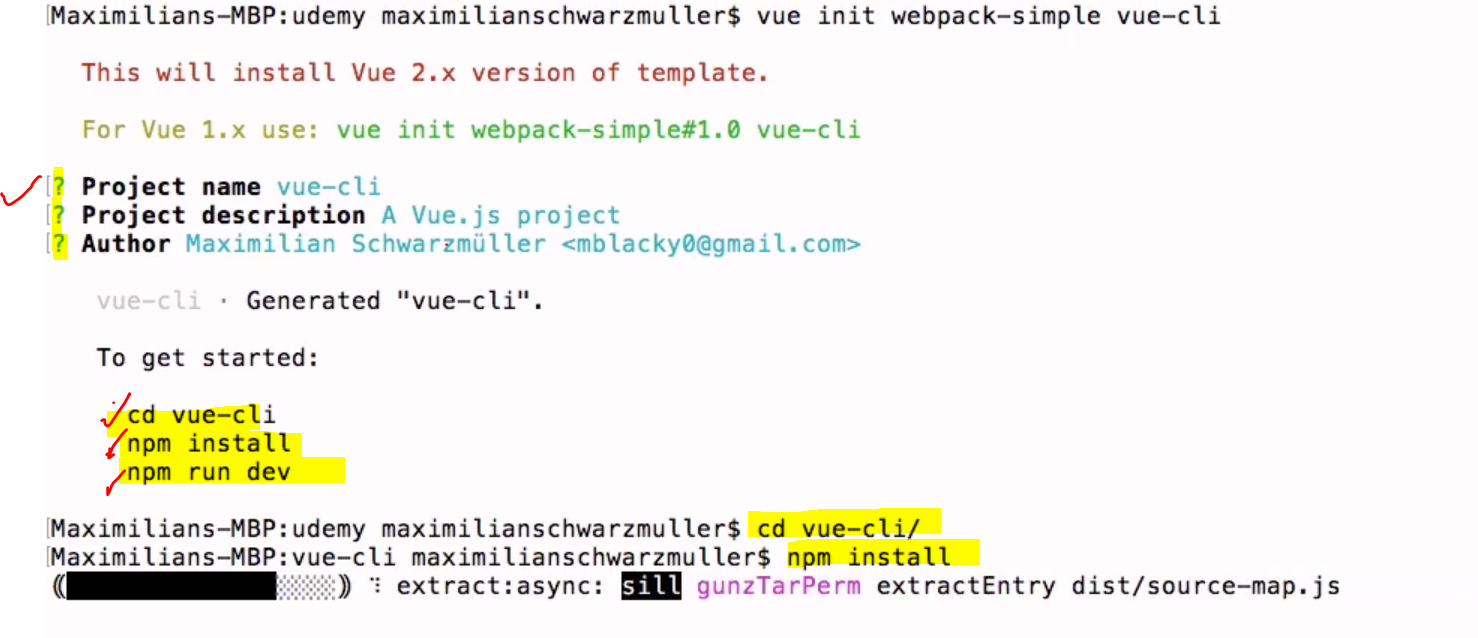 Maximilians-MBP:udemy maximilianschwarzmuller$ vue init webpack-simple vue-cli
This will install Vue 2.x version of template.
For Vue 1.x use: vue init webpack-simple#1.0 vue-cli
? Project name vue-cli
? Project description A Vue.js project
? Author Maximilian Schwarzmüller <mblacky0@gmail.com>
vue-cli · Generated "vue-cli".
To get started:
cd vue-cli
npm install
npm run dev
Maximilians-MBP:udemy maximilianschwarzmuller$ cd vue-cli/
Maximilians-MBP:vue-cli maximilianschwarzmuller$ npm install
extract:async: sill gunzTarPerm extractEntry dist/source-map.js